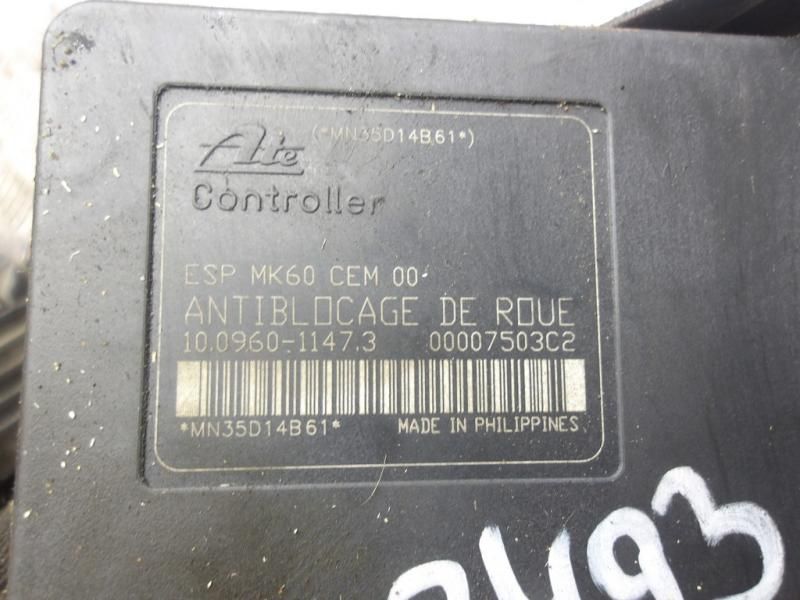 (*MN35D14B61*)
Ate
Controller
ESP MK60 CEM 00
ANTIBLOCAGE DE ROUE
10.0960-1147.3 00007503C2
*MN35D14B61* MADE IN PHILIPPINES